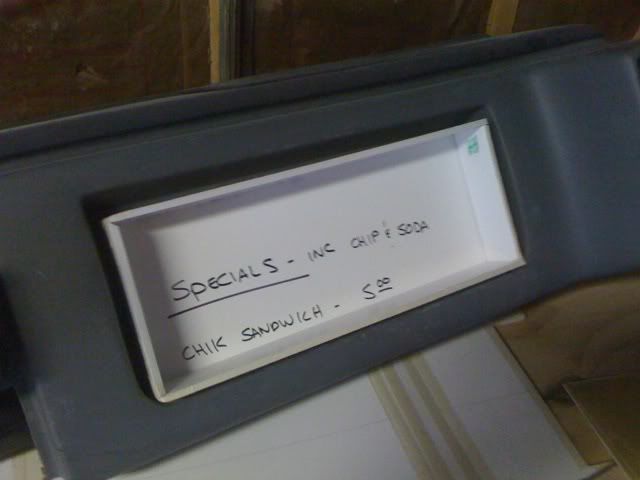 SPECIALS - INC CHIP & SODA
CHIK SANDWICH - 5.00